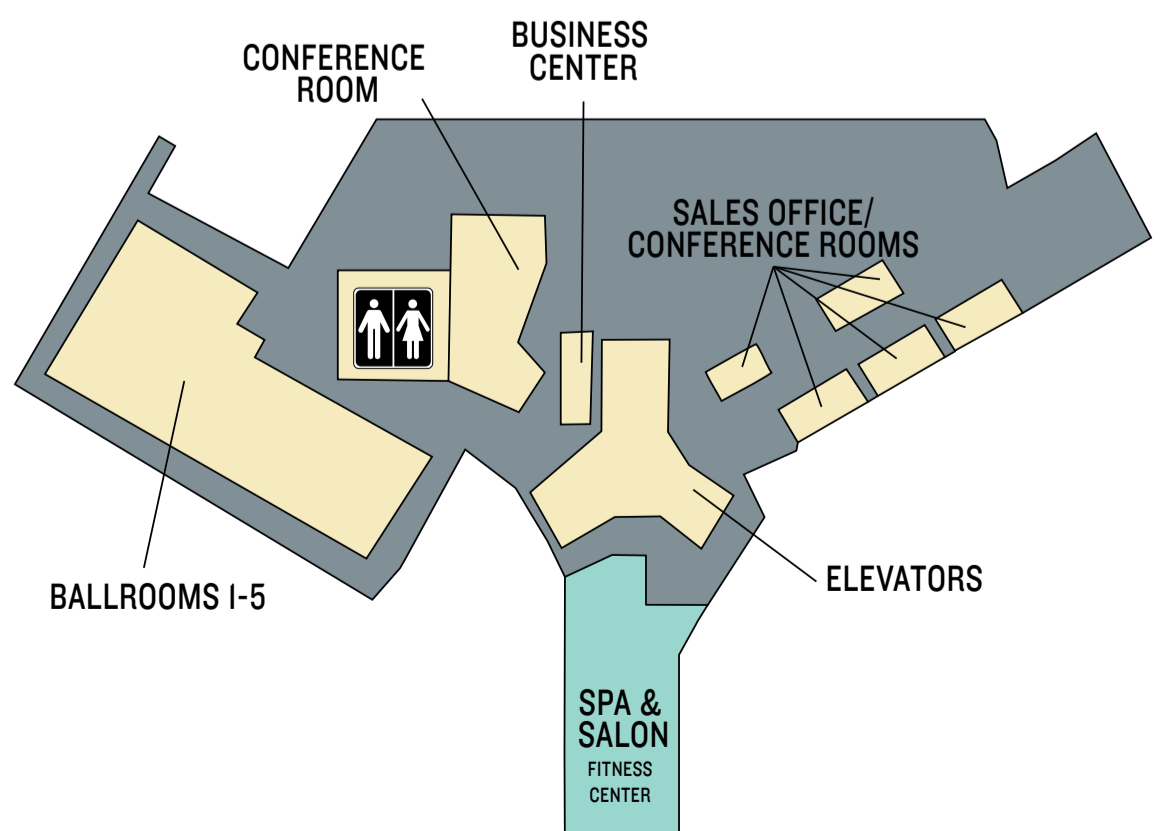 BUSINESS
CENTER
CONFERENCE
ROOM
SALES OFFICE/
CONFERENCE ROOMS
ELEVATORS
BALLROOMS 1-5
SPA &
SALON
FITNESS
CENTER